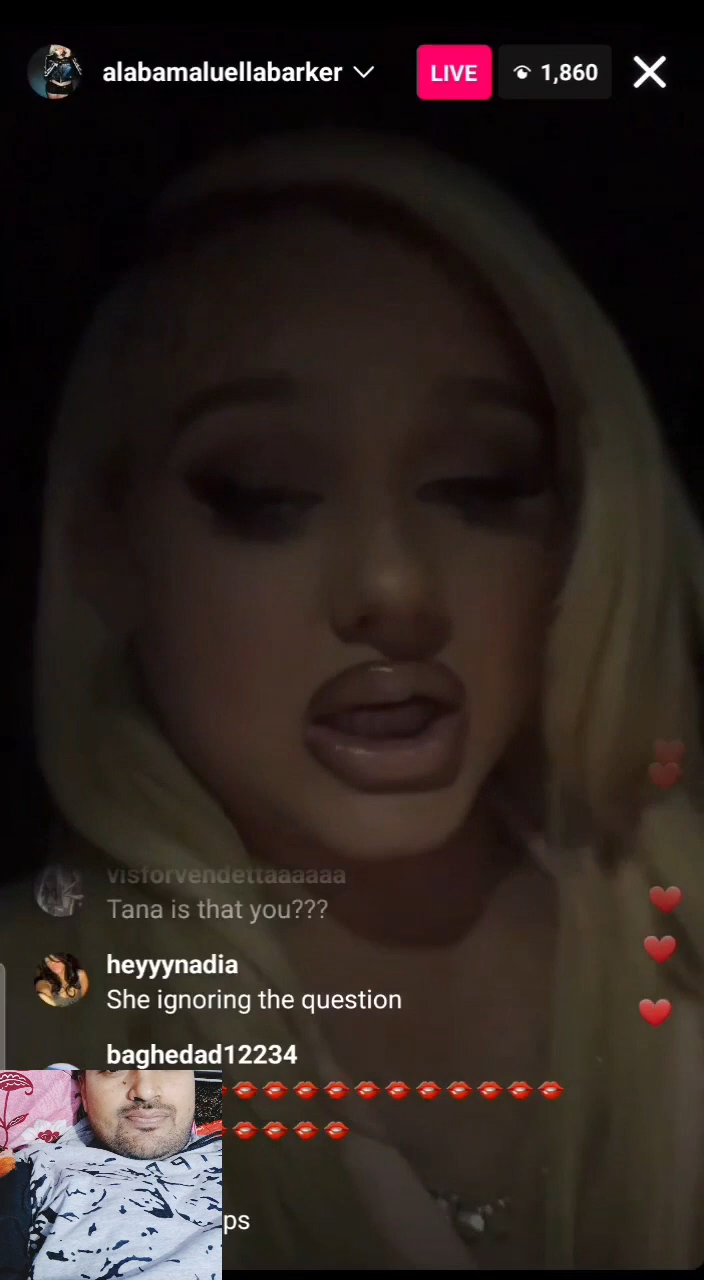 alabamaluellabarker
LIVE
1,860
visforvendettaaaaaa
Tana is that you???
heyyynadia
She ignoring the question
baghedad12234
💋💋💋💋💋💋💋💋💋💋💋
💋💋💋💋
ps